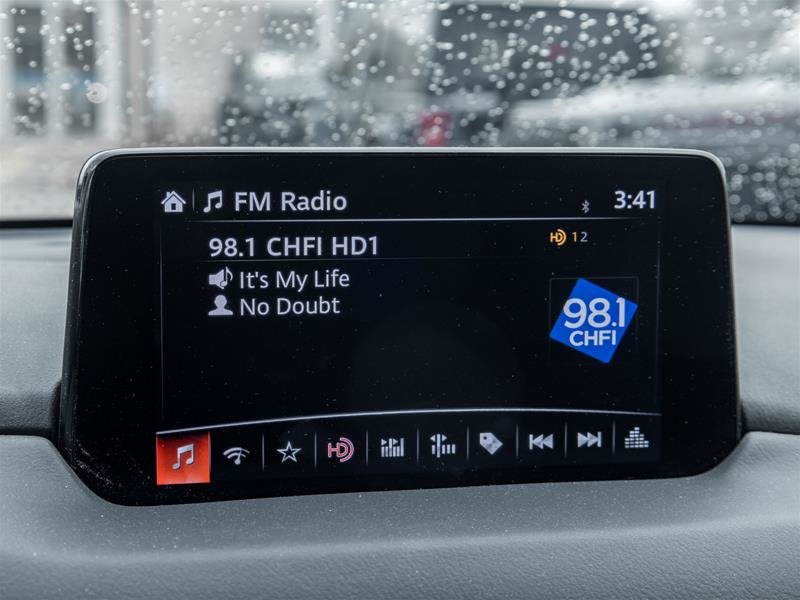 FM Radio 3:41
98.1 CHFI HD1 HD 1 2
It's My Life
No Doubt
98.1
CHFI
HD